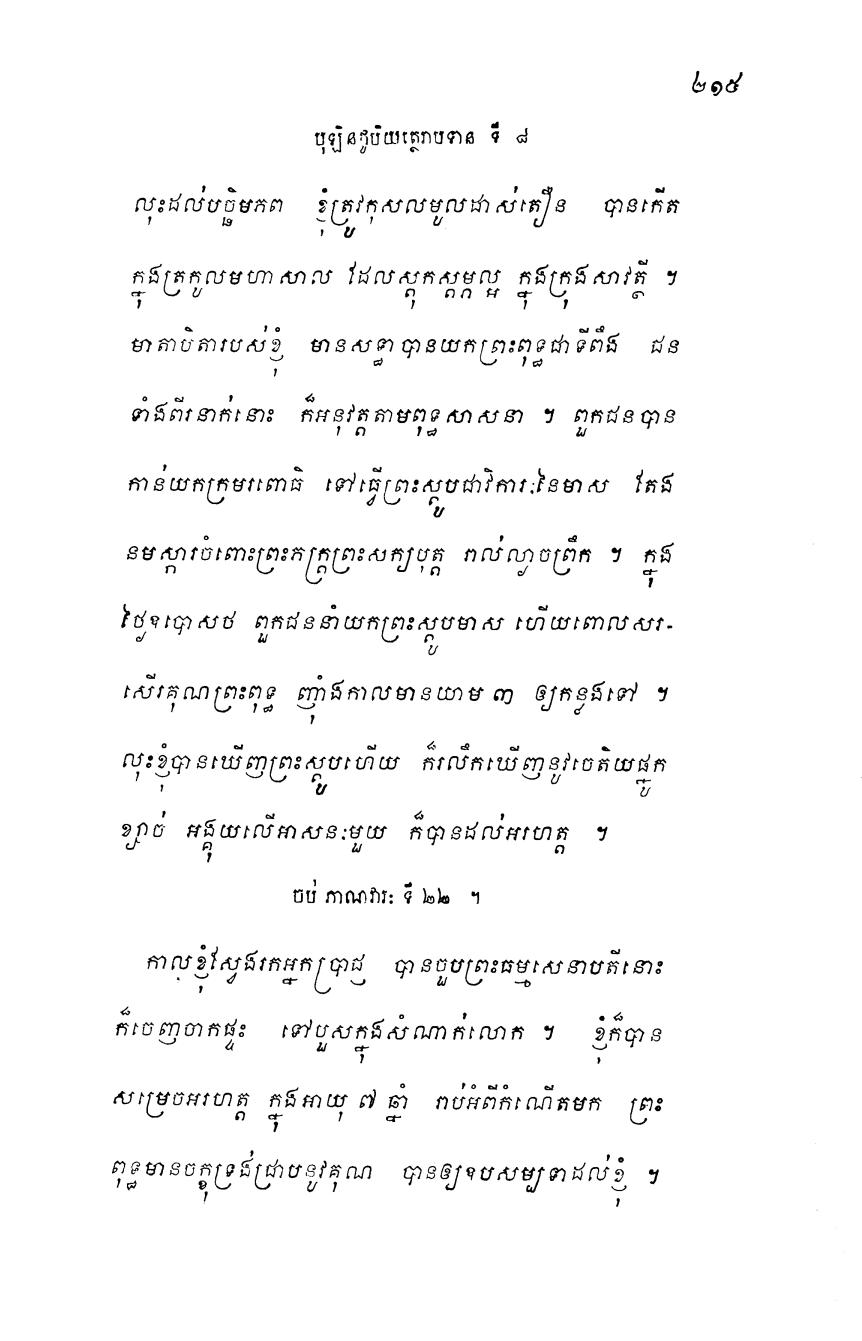 ២១៥
បុឡិនថូបិយត្ថេរាបទាន ទី ៨
លុះដល់បច្ឆិមភព ខ្ញុំត្រូវកុសលមូលដាស់តឿន បានកើត
ក្នុងត្រកូលមហាសាល ដែលស្តុកស្តម្ភល្អ ក្នុងក្រុងសាវត្ថី ។
មាតាបិតារបស់ខ្ញុំ មានសទ្ធា បានយកព្រះពុទ្ធជាទីពឹង ជន
ទាំងពីរនាក់នោះ ក៏អនុវត្តតាមពុទ្ធសាសនា ។ ពួកជនបាន
កាន់យកក្រមរពោធិ ទៅធ្វើព្រះស្តូបជាវិការៈនៃមាស តែង
នមស្ការចំពោះព្រះភក្ត្រព្រះសក្យបុត្ត រាល់ល្ងាចព្រឹក ។ ក្នុង
ថ្ងៃឧបោសថ ពួកជននាំយកព្រះស្តូបមាស ហើយពោលសរ-
សើរគុណព្រះពុទ្ធ ញ៉ាំងកាលមានយាម ៣ ឲ្យកន្លងទៅ ។
លុះខ្ញុំបានឃើញព្រះស្តូបហើយ ក៏រលឹកឃើញនូវចេតិយផ្នូក
ខ្សាច់ អង្គុយលើអាសនៈមួយ ក៏បានដល់អរហត្ត ។
ចប់ ភាណវារៈ ទី ២២ ។
កាលខ្ញុំស្វែងរកអ្នកប្រាជ្ញ បានចួបព្រះធម្មសេនាបតីនោះ
ក៏ចេញចាកផ្ទះ ទៅបួសក្នុងសំណាក់លោក ។ ខ្ញុំក៏បាន
សម្រេចអរហត្ត ក្នុងអាយុ ៧ ឆ្នាំ រាប់អំពីកំណើតមក ព្រះ
ពុទ្ធមានចក្ខុទ្រង់ជ្រាបនូវគុណ បានឲ្យឧបសម្បទាដល់ខ្ញុំ ។